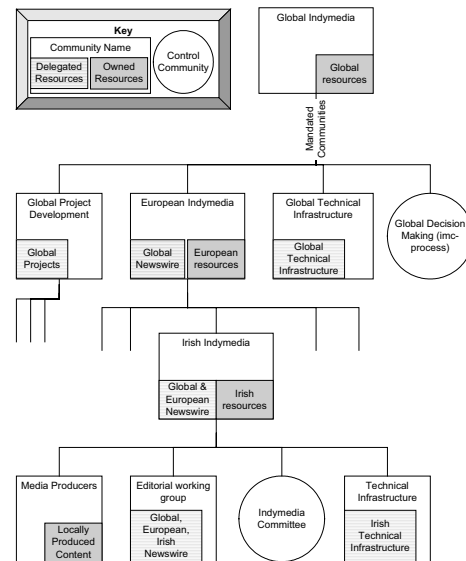 Key
Community Name
Delegated
Resources
Owned
Resources
Control
Community
Global Indymedia
Global
resources
Mandated
Communities
Global Project
Development
Global
Projects
European Indymedia
Global
Newswire
European
resources
Global Technical
Infrastructure
Global
Technical
Infrastructure
Global Decision
Making (imc-
process)
Irish Indymedia
Global &
European
Newswire
Irish
resources
Media Producers
Locally
Produced
Content
Editorial working
group
Global,
European,
Irish
Newswire
Indymedia
Committee
Technical
Infrastructure
Irish
Technical
Infrastructure